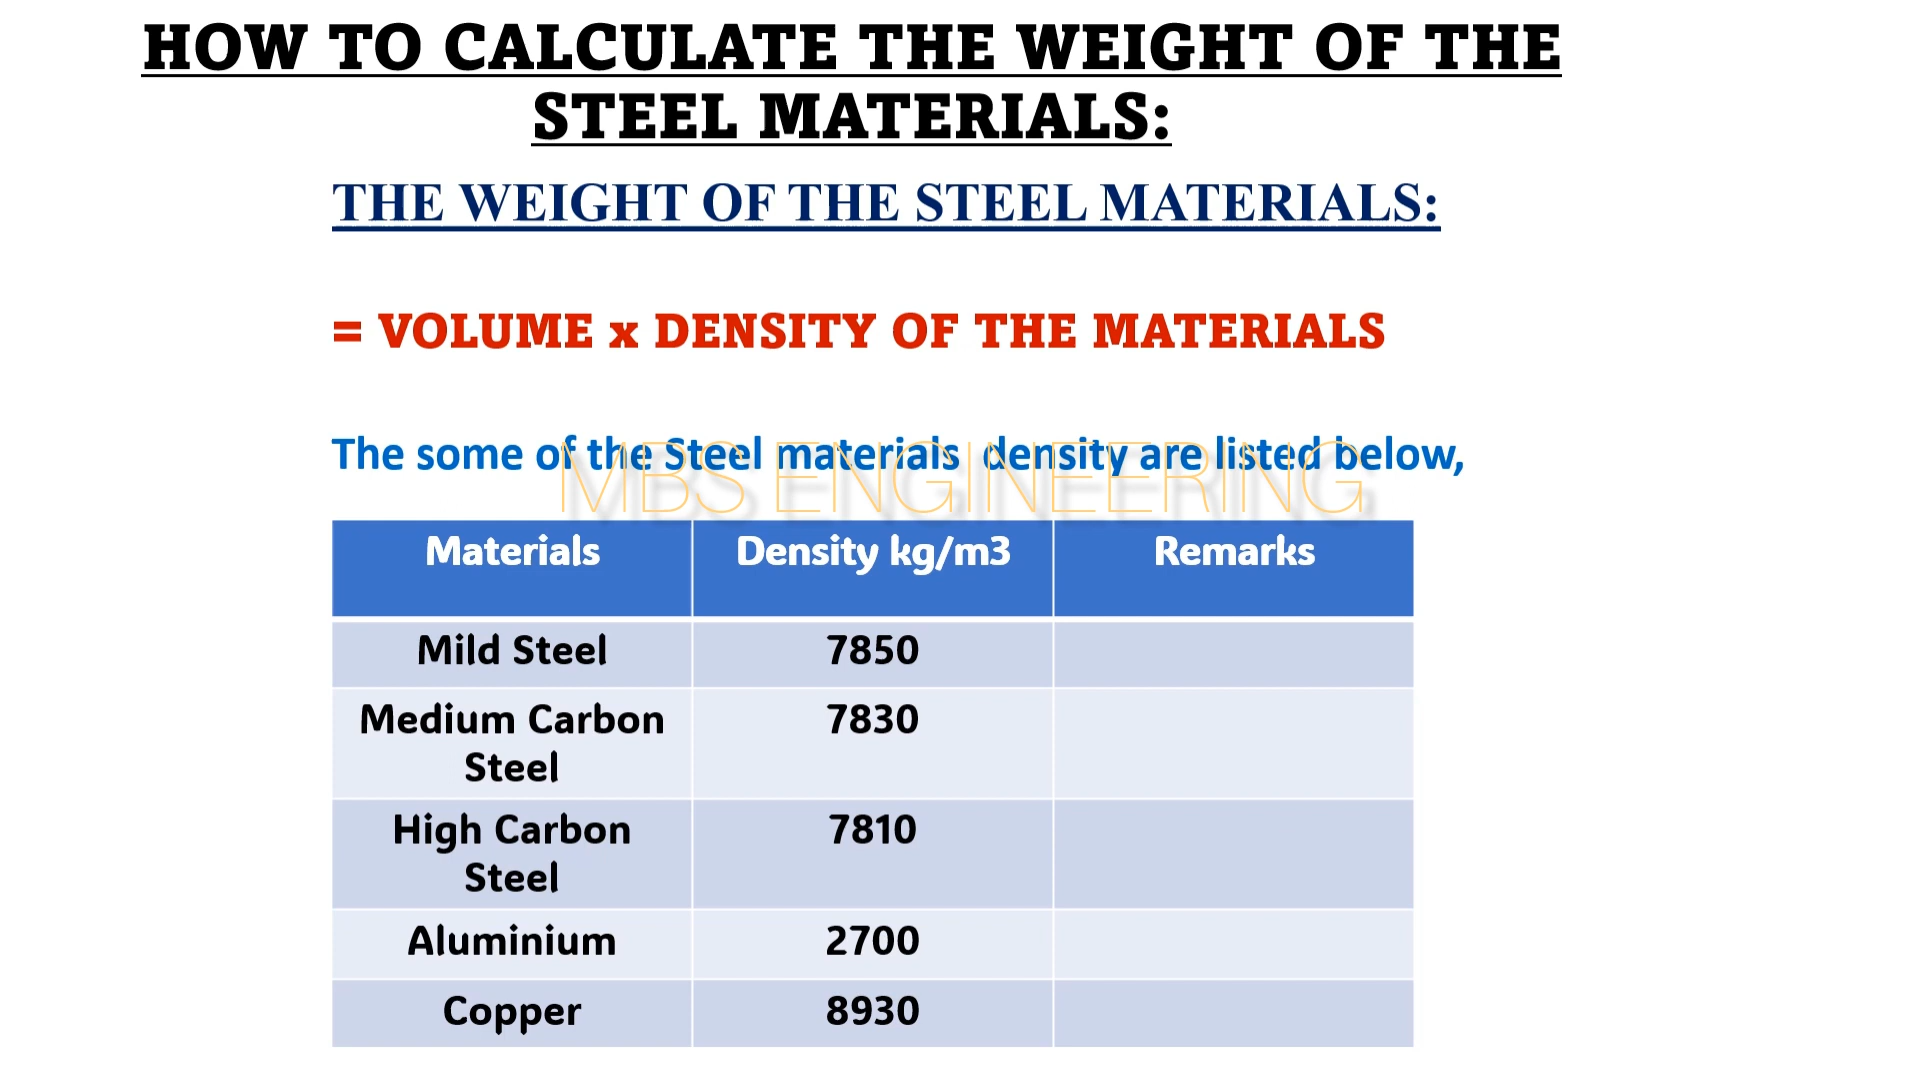 HOW TO CALCULATE THE WEIGHT OF THE
STEEL MATERIALS:
THE WEIGHT OF THE STEEL MATERIALS:
= VOLUME x DENSITY OF THE MATERIALS
The some of the Steel materials density are listed below,
MBS ENGINEERING
Materials Density kg/m3 Remarks
Mild Steel 7850
Medium Carbon 7830
Steel
High Carbon 7810
Steel
Aluminium 2700
Copper 8930